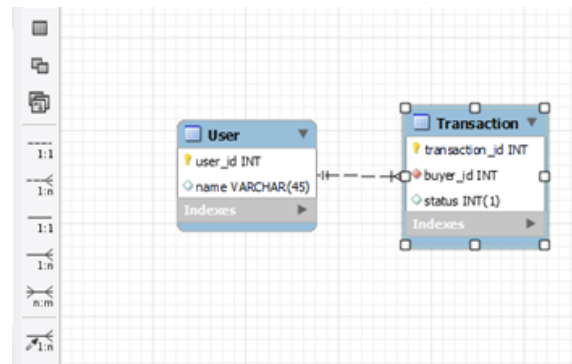 1:1
1:n
1:1
1:n
n:m
1:n
User
user_id INT
name VARCHAR(45)
Indexes
Transaction
transaction_id INT
buyer_id INT
status INT(1)
Indexes